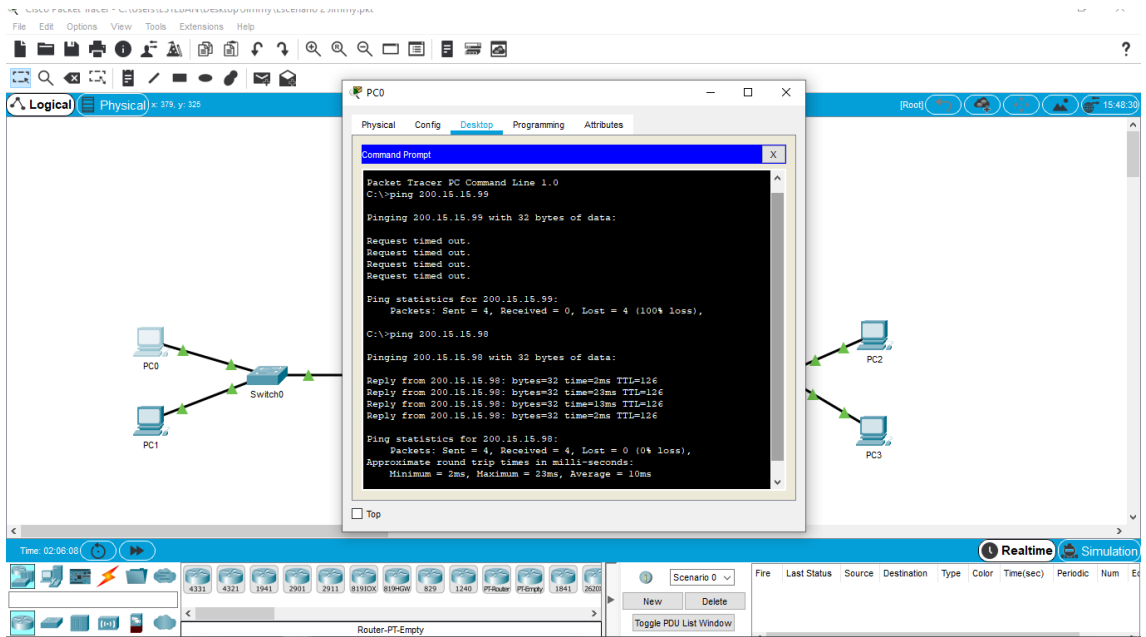 Cisco Packet Tracer - C:\Users\ESTEBAN\Desktop\Jimmy\Escenario 2 Jimmy.pkt
File Edit Options View Tools Extensions Help
?
Logical Physical x: 379, y: 325 [Root] 15:48:30
PC0
Physical Config Desktop Programming Attributes
Command Prompt X
Packet Tracer PC Command Line 1.0
C:\>ping 200.15.15.99
Pinging 200.15.15.99 with 32 bytes of data:
Request timed out.
Request timed out.
Request timed out.
Request timed out.
Ping statistics for 200.15.15.99:
Packets: Sent = 4, Received = 0, Lost = 4 (100% loss),
C:\>ping 200.15.15.98
Pinging 200.15.15.98 with 32 bytes of data:
Reply from 200.15.15.98: bytes=32 time=2ms TTL=126
Reply from 200.15.15.98: bytes=32 time=23ms TTL=126
Reply from 200.15.15.98: bytes=32 time=13ms TTL=126
Reply from 200.15.15.98: bytes=32 time=2ms TTL=126
Ping statistics for 200.15.15.98:
Packets: Sent = 4, Received = 4, Lost = 0 (0% loss),
Approximate round trip times in milli-seconds:
Minimum = 2ms, Maximum = 23ms, Average = 10ms
Top
PC0
Switch0
PC1
PC2
PC3
Time: 02:06:08 Realtime Simulation
4331 4321 1941 2901 2911 819IOX 819HGW 829 1240 PT-Router PT-Empty 1841 2620X
Router-PT-Empty
Scenario 0
New Delete
Toggle PDU List Window
Fire Last Status Source Destination Type Color Time(sec) Periodic Num Ed